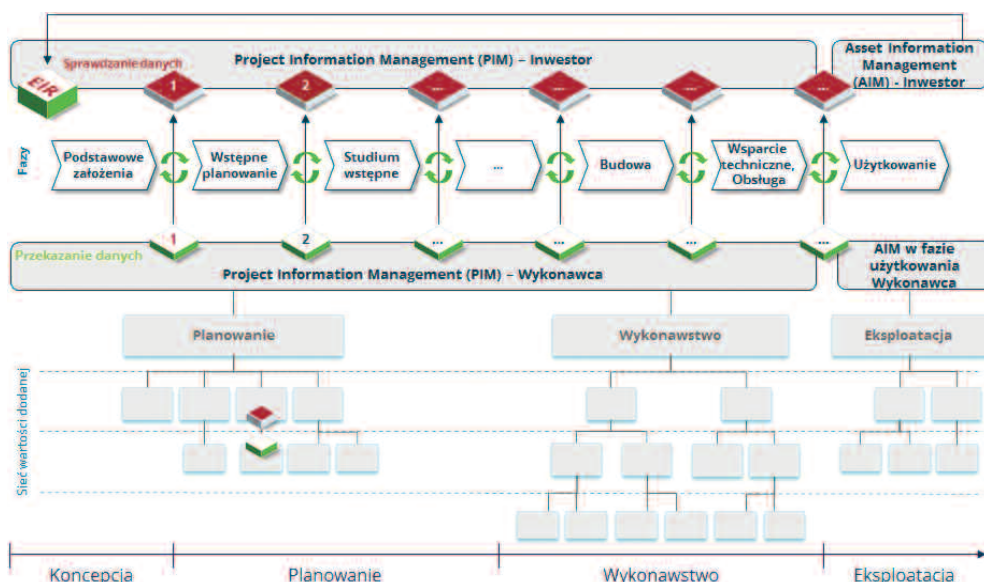 Sprawdzanie danych
Project Information Management (PIM) – Inwestor
Asset Information
Management
(AIM) - Inwestor
EIR
1
2
...
...
...
...
Fazy
Podstawowe
założenia
Wstępne
planowanie
Studium
wstępne
...
Budowa
Wsparcie
techniczne,
Obsługa
Użytkowanie
1
2
...
...
...
...
Przekazanie danych
Project Information Management (PIM) – Wykonawca
AIM w fazie
użytkowania
Wykonawca
Planowanie
Wykonawstwo
Eksploatacja
Sieć wartości dodanej
Koncepcja
Planowanie
Wykonawstwo
Eksploatacja